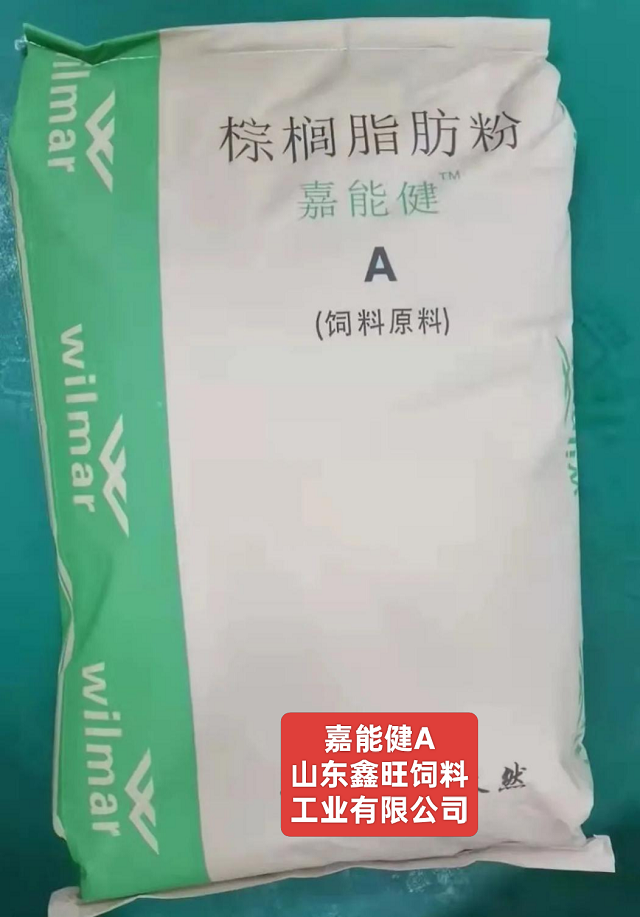 wilmar
棕榈脂肪粉
嘉能健™
A
(饲料原料)
wilmar
wilmar
嘉能健A
山东鑫旺饲料
工业有限公司
然